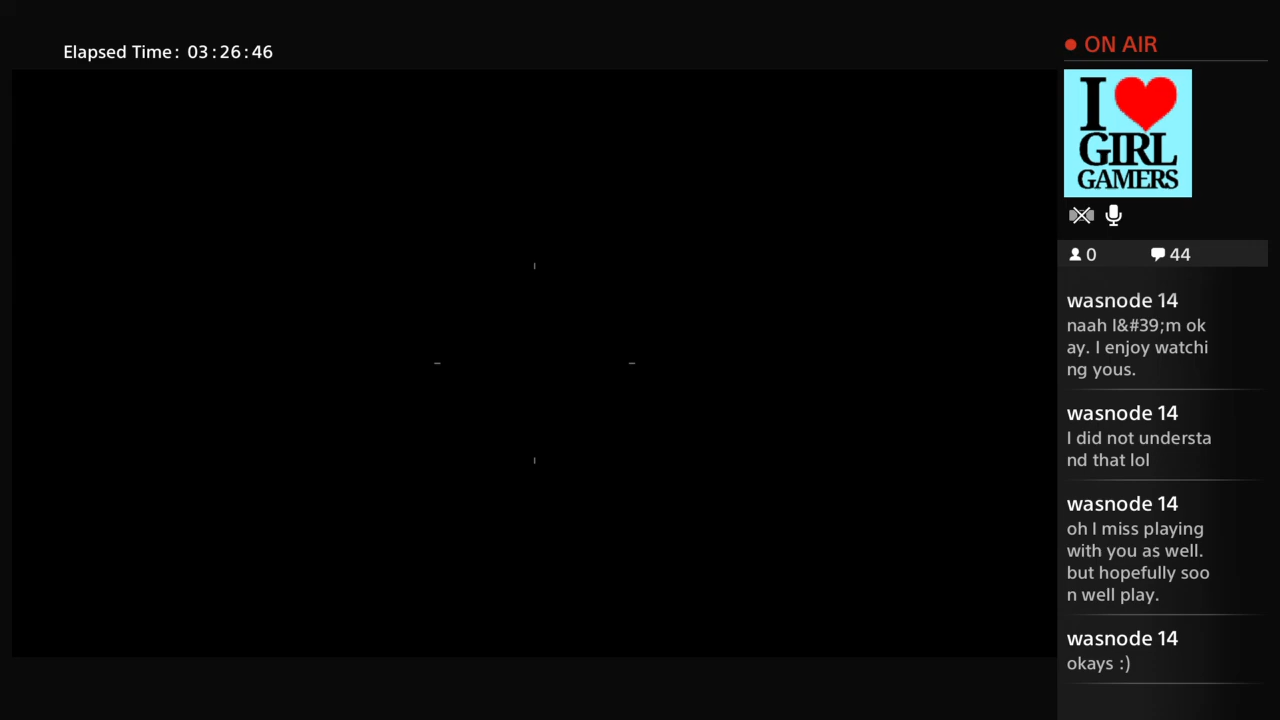 Elapsed Time: 03:26:46
ON AIR
I
GIRL
GAMERS
0 44
wasnode 14
naah I&#39;m ok
ay. I enjoy watchi
ng yous.
wasnode 14
I did not understa
nd that lol
wasnode 14
oh I miss playing
with you as well.
but hopefully soo
n well play.
wasnode 14
okays :)